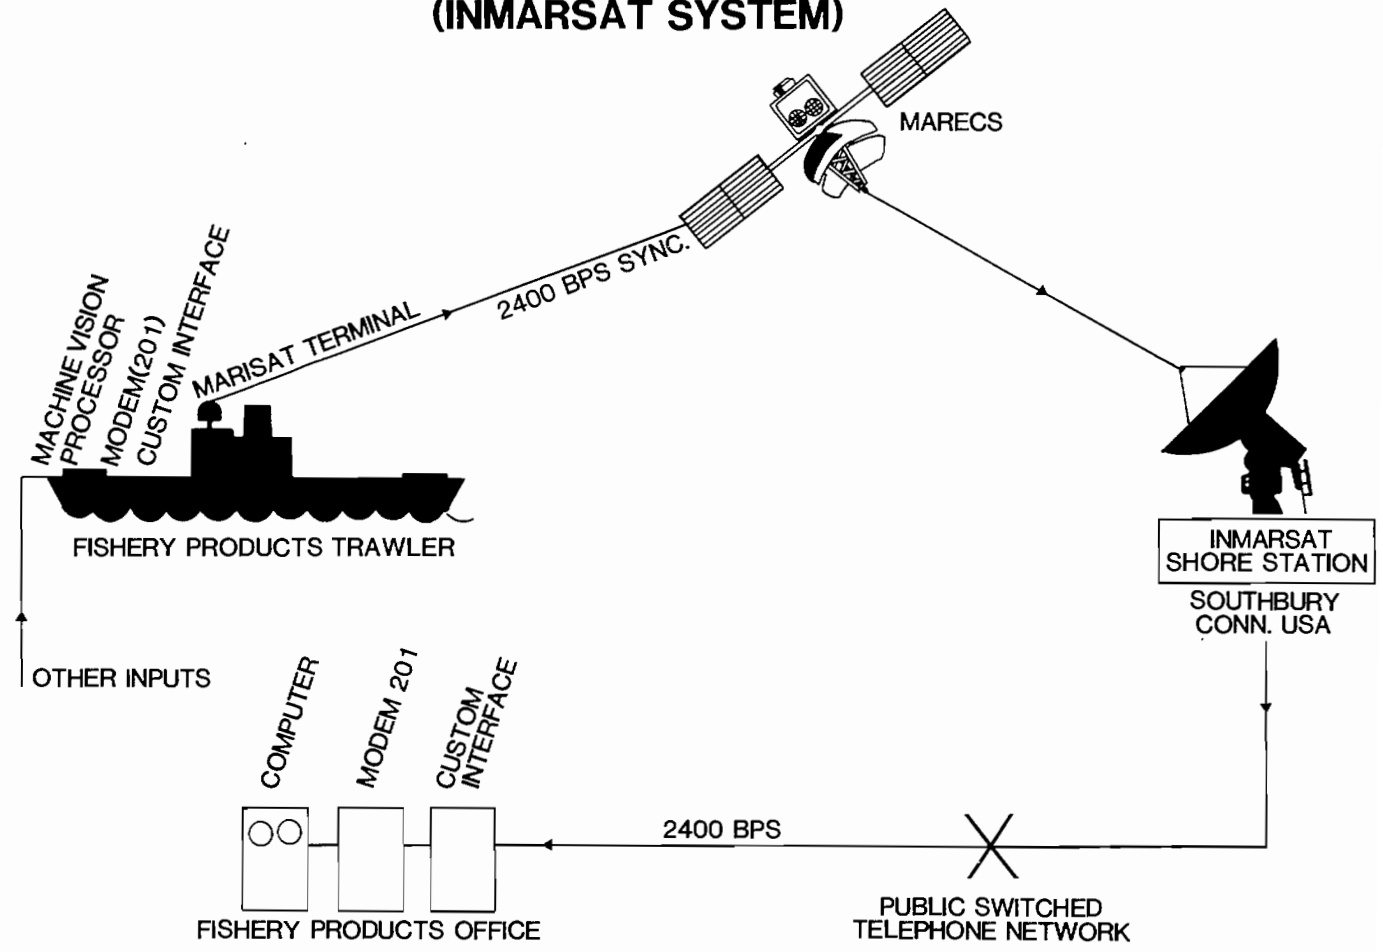 (INMARSAT SYSTEM)
MARECS
2400 BPS SYNC.
MARISAT TERMINAL
MACHINE VISION
PROCESSOR
MODEM(201)
CUSTOM INTERFACE
FISHERY PRODUCTS TRAWLER
OTHER INPUTS
INMARSAT
SHORE STATION
SOUTHBURY
CONN. USA
COMPUTER
MODEM 201
CUSTOM
INTERFACE
2400 BPS
FISHERY PRODUCTS OFFICE
PUBLIC SWITCHED
TELEPHONE NETWORK